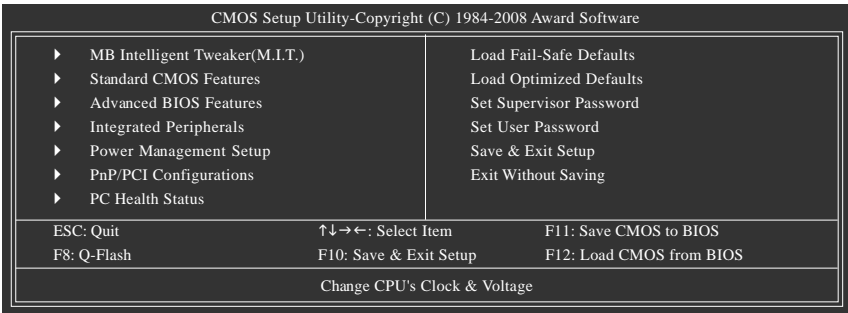 CMOS Setup Utility-Copyright (C) 1984-2008 Award Software
MB Intelligent Tweaker(M.I.T.)
Standard CMOS Features
Advanced BIOS Features
Integrated Peripherals
Power Management Setup
PnP/PCI Configurations
PC Health Status
Load Fail-Safe Defaults
Load Optimized Defaults
Set Supervisor Password
Set User Password
Save & Exit Setup
Exit Without Saving
ESC: Quit ↑↓→←: Select Item F11: Save CMOS to BIOS
F8: Q-Flash F10: Save & Exit Setup F12: Load CMOS from BIOS
Change CPU's Clock & Voltage